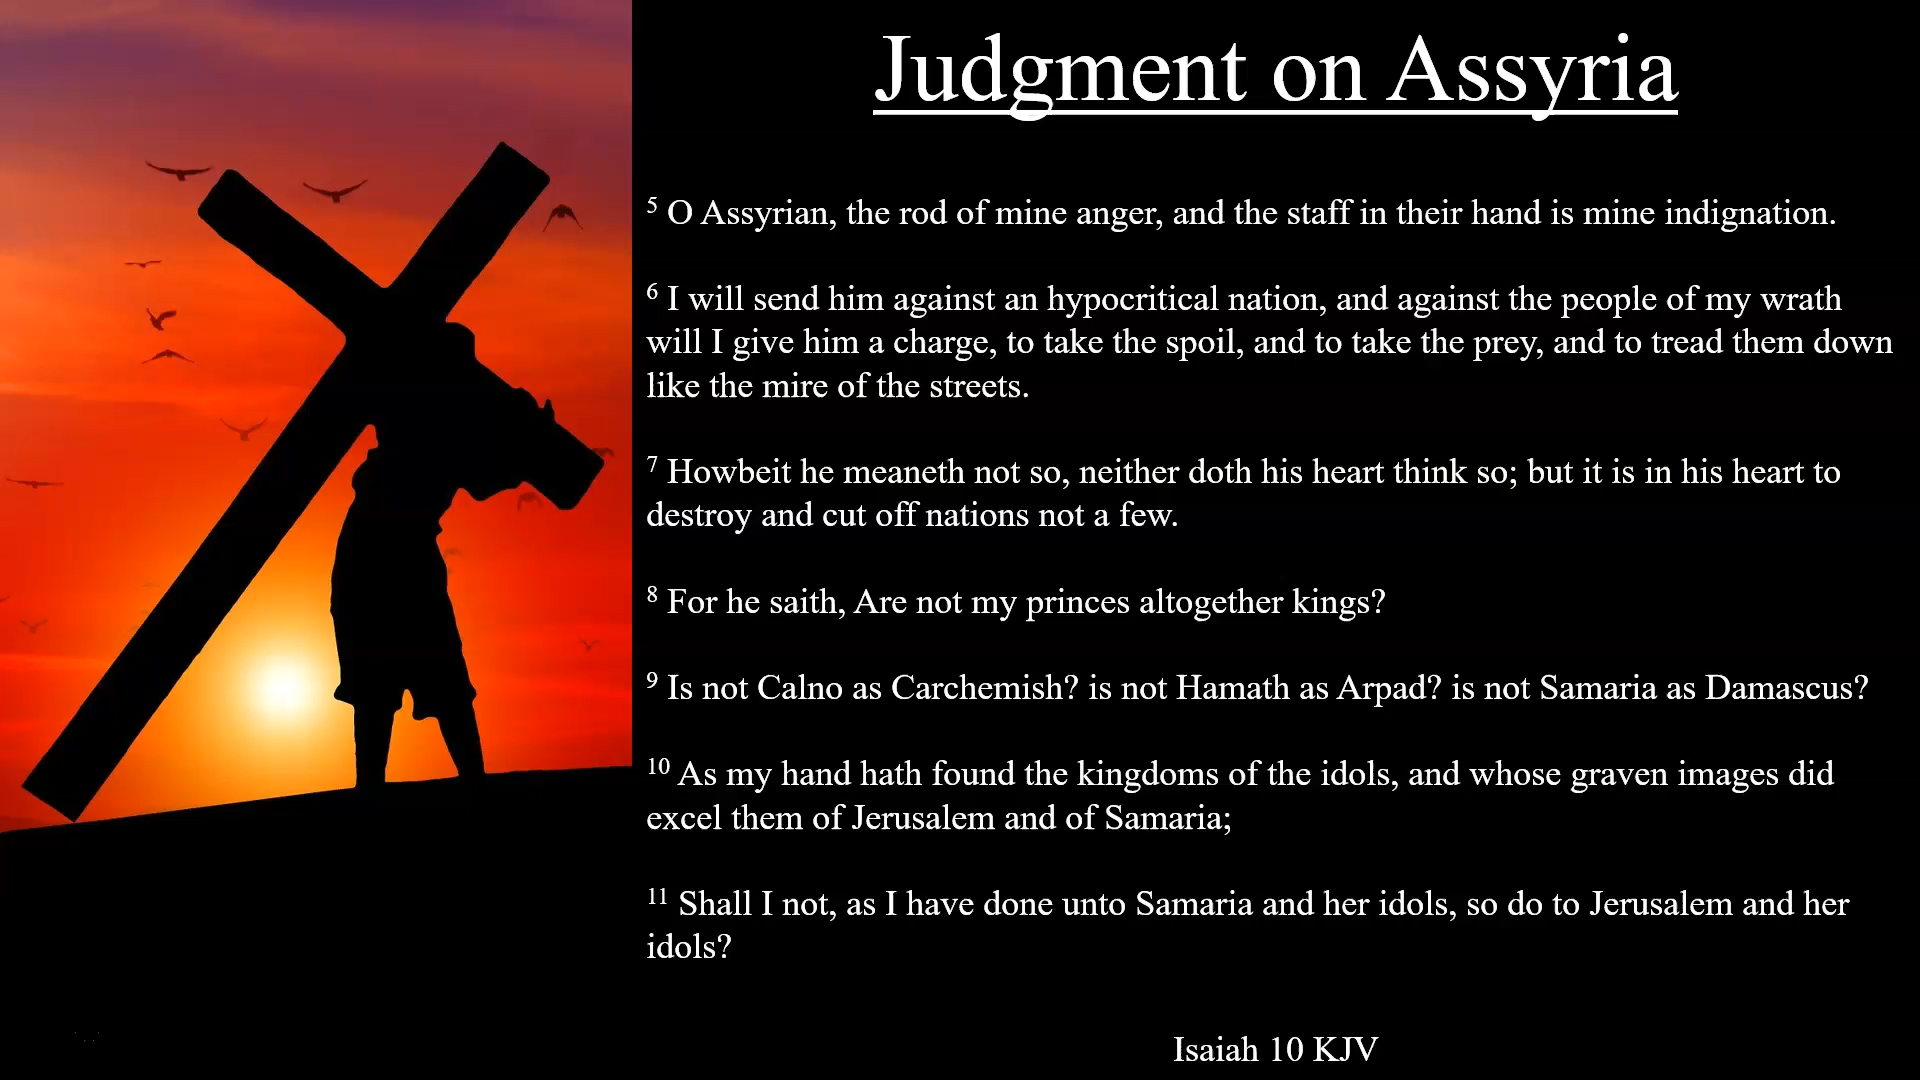 Judgment on Assyria
5 O Assyrian, the rod of mine anger, and the staff in their hand is mine indignation.
6 I will send him against an hypocritical nation, and against the people of my wrath
will I give him a charge, to take the spoil, and to take the prey, and to tread them down
like the mire of the streets.
7 Howbeit he meaneth not so, neither doth his heart think so; but it is in his heart to
destroy and cut off nations not a few.
8 For he saith, Are not my princes altogether kings?
9 Is not Calno as Carchemish? is not Hamath as Arpad? is not Samaria as Damascus?
10 As my hand hath found the kingdoms of the idols, and whose graven images did
excel them of Jerusalem and of Samaria;
11 Shall I not, as I have done unto Samaria and her idols, so do to Jerusalem and her
idols?
Isaiah 10 KJV